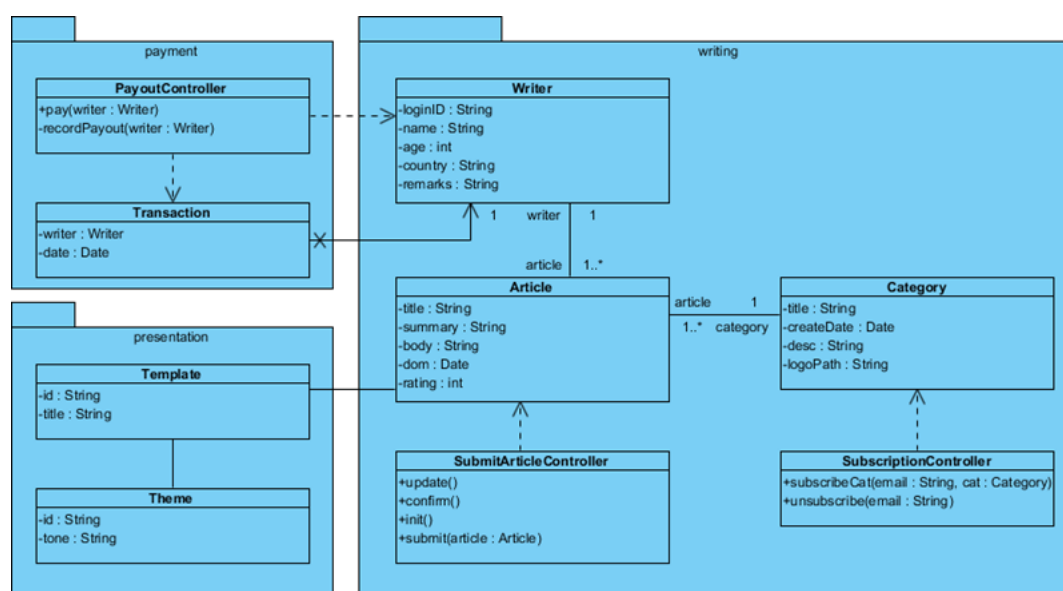 payment
PayoutController
+pay(writer : Writer)
-recordPayout(writer : Writer)
Transaction
-writer : Writer
-date : Date
presentation
Template
-id : String
-title : String
Theme
-id : String
-tone : String
writing
Writer
-loginID : String
-name : String
-age : int
-country : String
-remarks : String
1 writer 1
article 1..*
Article
-title : String
-summary : String
-body : String
-dom : Date
-rating : int
article 1
1..* category
Category
-title : String
-createDate : Date
-desc : String
-logoPath : String
SubmitArticleController
+update()
+confirm()
+init()
+submit(article : Article)
SubscriptionController
+subscribeCat(email : String, cat : Category)
+unsubscribe(email : String)